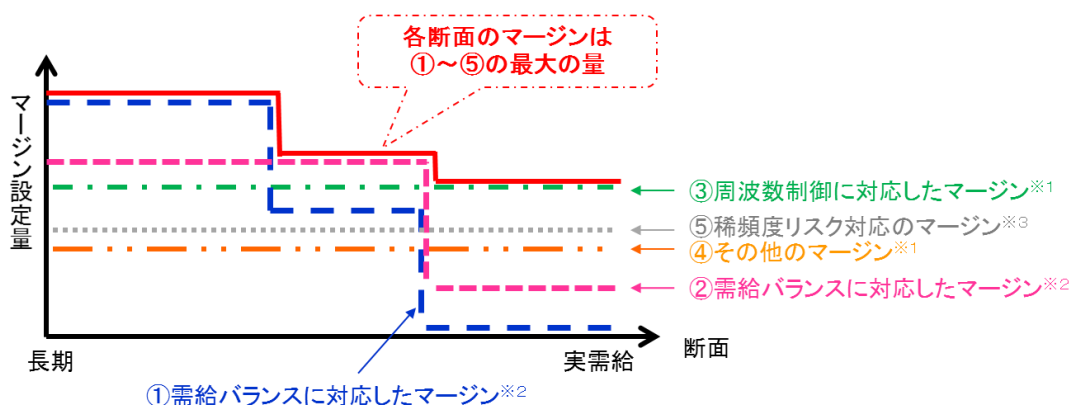 各断面のマージンは
①～⑤の最大の量
マージン設定量
③周波数制御に対応したマージン※1
⑤稀頻度リスク対応のマージン※3
④その他のマージン※1
②需給バランスに対応したマージン※2
長期
実需給
断面
①需給バランスに対応したマージン※2